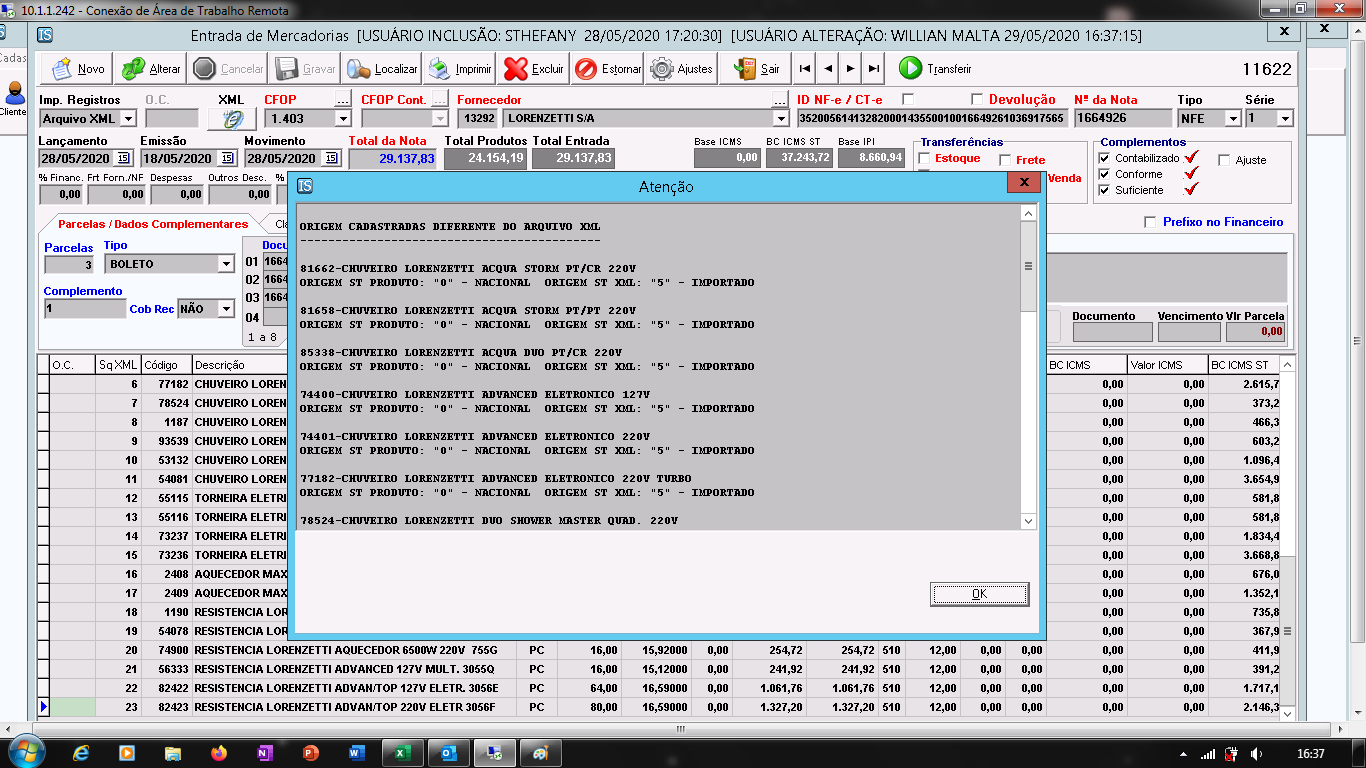 10.1.1.242 - Conexão de Área de Trabalho Remota
Entrada de Mercadorias [USUÁRIO INCLUSÃO: STHEFANY 28/05/2020 17:20:30] [USUÁRIO ALTERAÇÃO: WILLIAN MALTA 29/05/2020 16:37:15]
Cadas
Cliente
Novo Alterar Cancelar Gravar Localizar Imprimir Excluir Estornar Ajustes Sair Transferir 11622
Imp. Registros O.C. XML CFOP ... CFOP Cont. ... Fornecedor ... ID NF-e / CT-e Devolução Nº da Nota Tipo Série
Arquivo XML 1.403 13292 LORENZETTI S/A 35200561413282000143550010016649261036917565 1664926 NFE 1
Lançamento Emissão Movimento Total da Nota Total Produtos Total Entrada Base ICMS BC ICMS ST Base IPI Transferências Complementos
28/05/2020 18/05/2020 28/05/2020 29.137,83 24.154,19 29.137,83 0,00 37.243,72 8.660,94 Estoque Frete Contabilizado Ajuste
% Financ. Frt Forn./NF Despesas Outros Desc. % Venda Conforme
0,00 0,00 0,00 0,00 Suficiente
Atenção
Parcelas / Dados Complementares Cla Prefixo no Financeiro
Parcelas Tipo Docu
3 BOLETO 01 1664
02 1664
Complemento
1 Cob Rec NÃO 03 1664
04
1 a 8
Documento Vencimento Vlr Parcela
0,00
ORIGEM CADASTRADAS DIFERENTE DO ARQUIVO XML
-------------------------------------------
81662-CHUVEIRO LORENZETTI ACQUA STORM PT/CR 220V
ORIGEM ST PRODUTO: "0" - NACIONAL ORIGEM ST XML: "5" - IMPORTADO
81658-CHUVEIRO LORENZETTI ACQUA STORM PT/PT 220V
ORIGEM ST PRODUTO: "0" - NACIONAL ORIGEM ST XML: "5" - IMPORTADO
85338-CHUVEIRO LORENZETTI ACQUA DUO PT/CR 220V
ORIGEM ST PRODUTO: "0" - NACIONAL ORIGEM ST XML: "5" - IMPORTADO
74400-CHUVEIRO LORENZETTI ADVANCED ELETRONICO 127V
ORIGEM ST PRODUTO: "0" - NACIONAL ORIGEM ST XML: "5" - IMPORTADO
74401-CHUVEIRO LORENZETTI ADVANCED ELETRONICO 220V
ORIGEM ST PRODUTO: "0" - NACIONAL ORIGEM ST XML: "5" - IMPORTADO
77182-CHUVEIRO LORENZETTI ADVANCED ELETRONICO 220V TURBO
ORIGEM ST PRODUTO: "0" - NACIONAL ORIGEM ST XML: "5" - IMPORTADO
78524-CHUVEIRO LORENZETTI DUO SHOWER MASTER QUAD. 220V
OK
O.C. Sq XML Código Descrição BC ICMS Valor ICMS BC ICMS ST
6 77182 CHUVEIRO LOREN 0,00 0,00 2.615,7
7 78524 CHUVEIRO LOREN 0,00 0,00 373,2
8 1187 CHUVEIRO LOREN 0,00 0,00 466,3
9 93539 CHUVEIRO LOREN 0,00 0,00 603,2
10 53132 CHUVEIRO LOREN 0,00 0,00 1.096,4
11 54081 CHUVEIRO LOREN 0,00 0,00 3.654,9
12 55115 TORNEIRA ELETI 0,00 0,00 581,8
13 55116 TORNEIRA ELETI 0,00 0,00 581,8
14 73237 TORNEIRA ELETI 0,00 0,00 1.834,4
15 73236 TORNEIRA ELETI 0,00 0,00 3.668,8
16 2408 AQUECEDOR MAX 0,00 0,00 676,0
17 2409 AQUECEDOR MAX 0,00 0,00 1.352,1
18 1190 RESISTENCIA LOR 0,00 0,00 735,8
19 54078 RESISTENCIA LOR 0,00 0,00 367,9
20 74900 RESISTENCIA LORENZETTI AQUECEDOR 6500W 220V 755G PC 16,00 15,92000 0,00 254,72 254,72 510 12,00 0,00 0,00 0,00 0,00 411,9
21 56333 RESISTENCIA LORENZETTI ADVANCED 127V MULT. 3055Q PC 16,00 15,12000 0,00 241,92 241,92 510 12,00 0,00 0,00 0,00 0,00 391,2
22 82422 RESISTENCIA LORENZETTI ADVAN/TOP 127V ELETR. 3056E PC 64,00 16,59000 0,00 1.061,76 1.061,76 510 12,00 0,00 0,00 0,00 0,00 1.717,1
23 82423 RESISTENCIA LORENZETTI ADVAN/TOP 220V ELETR 3056F PC 80,00 16,59000 0,00 1.327,20 1.327,20 510 12,00 0,00 0,00 0,00 0,00 2.146,3
16:37